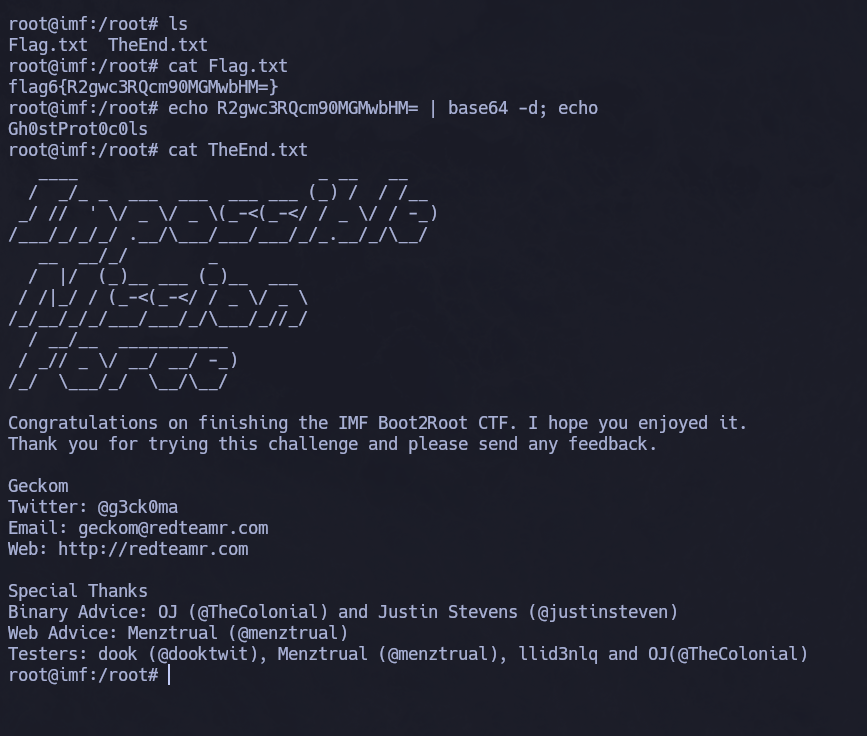 root@imf:/root# ls
Flag.txt  TheEnd.txt
root@imf:/root# cat Flag.txt
flag6{R2gwc3RQcm90MGMwbHM=}
root@imf:/root# echo R2gwc3RQcm90MGMwbHM= | base64 -d; echo
Gh0stProt0c0ls
root@imf:/root# cat TheEnd.txt
Impossible
Mission
Force
Congratulations on finishing the IMF Boot2Root CTF. I hope you enjoyed it.
Thank you for trying this challenge and please send any feedback.
Geckom
Twitter: @g3ck0ma
Email: geckom@redteamr.com
Web: http://redteamr.com
Special Thanks
Binary Advice: OJ (@TheColonial) and Justin Stevens (@justinsteven)
Web Advice: Menztrual (@menztrual)
Testers: dook (@dooktwit), Menztrual (@menztrual), llid3nlq and OJ(@TheColonial)
root@imf:/root#